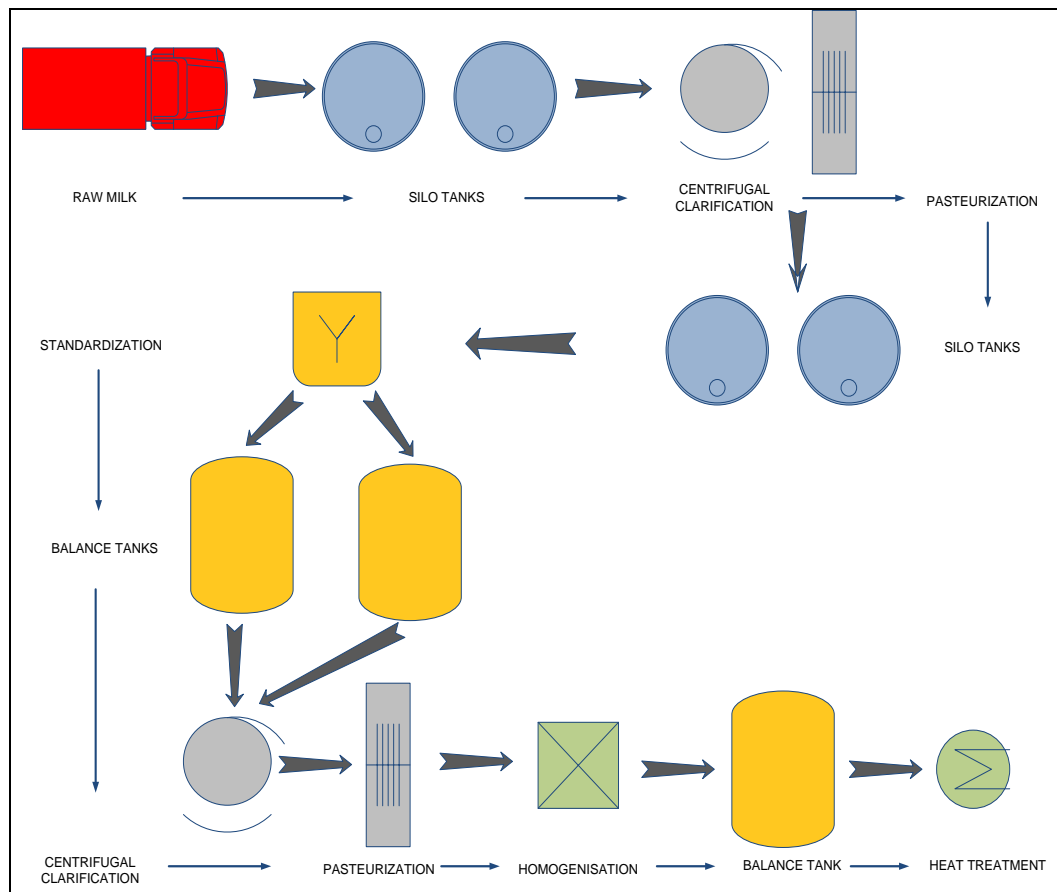 RAW MILK
SILO TANKS
CENTRIFUGAL
CLARIFICATION
PASTEURIZATION
STANDARDIZATION
SILO TANKS
BALANCE TANKS
CENTRIFUGAL
CLARIFICATION
PASTEURIZATION
HOMOGENISATION
BALANCE TANK
HEAT TREATMENT